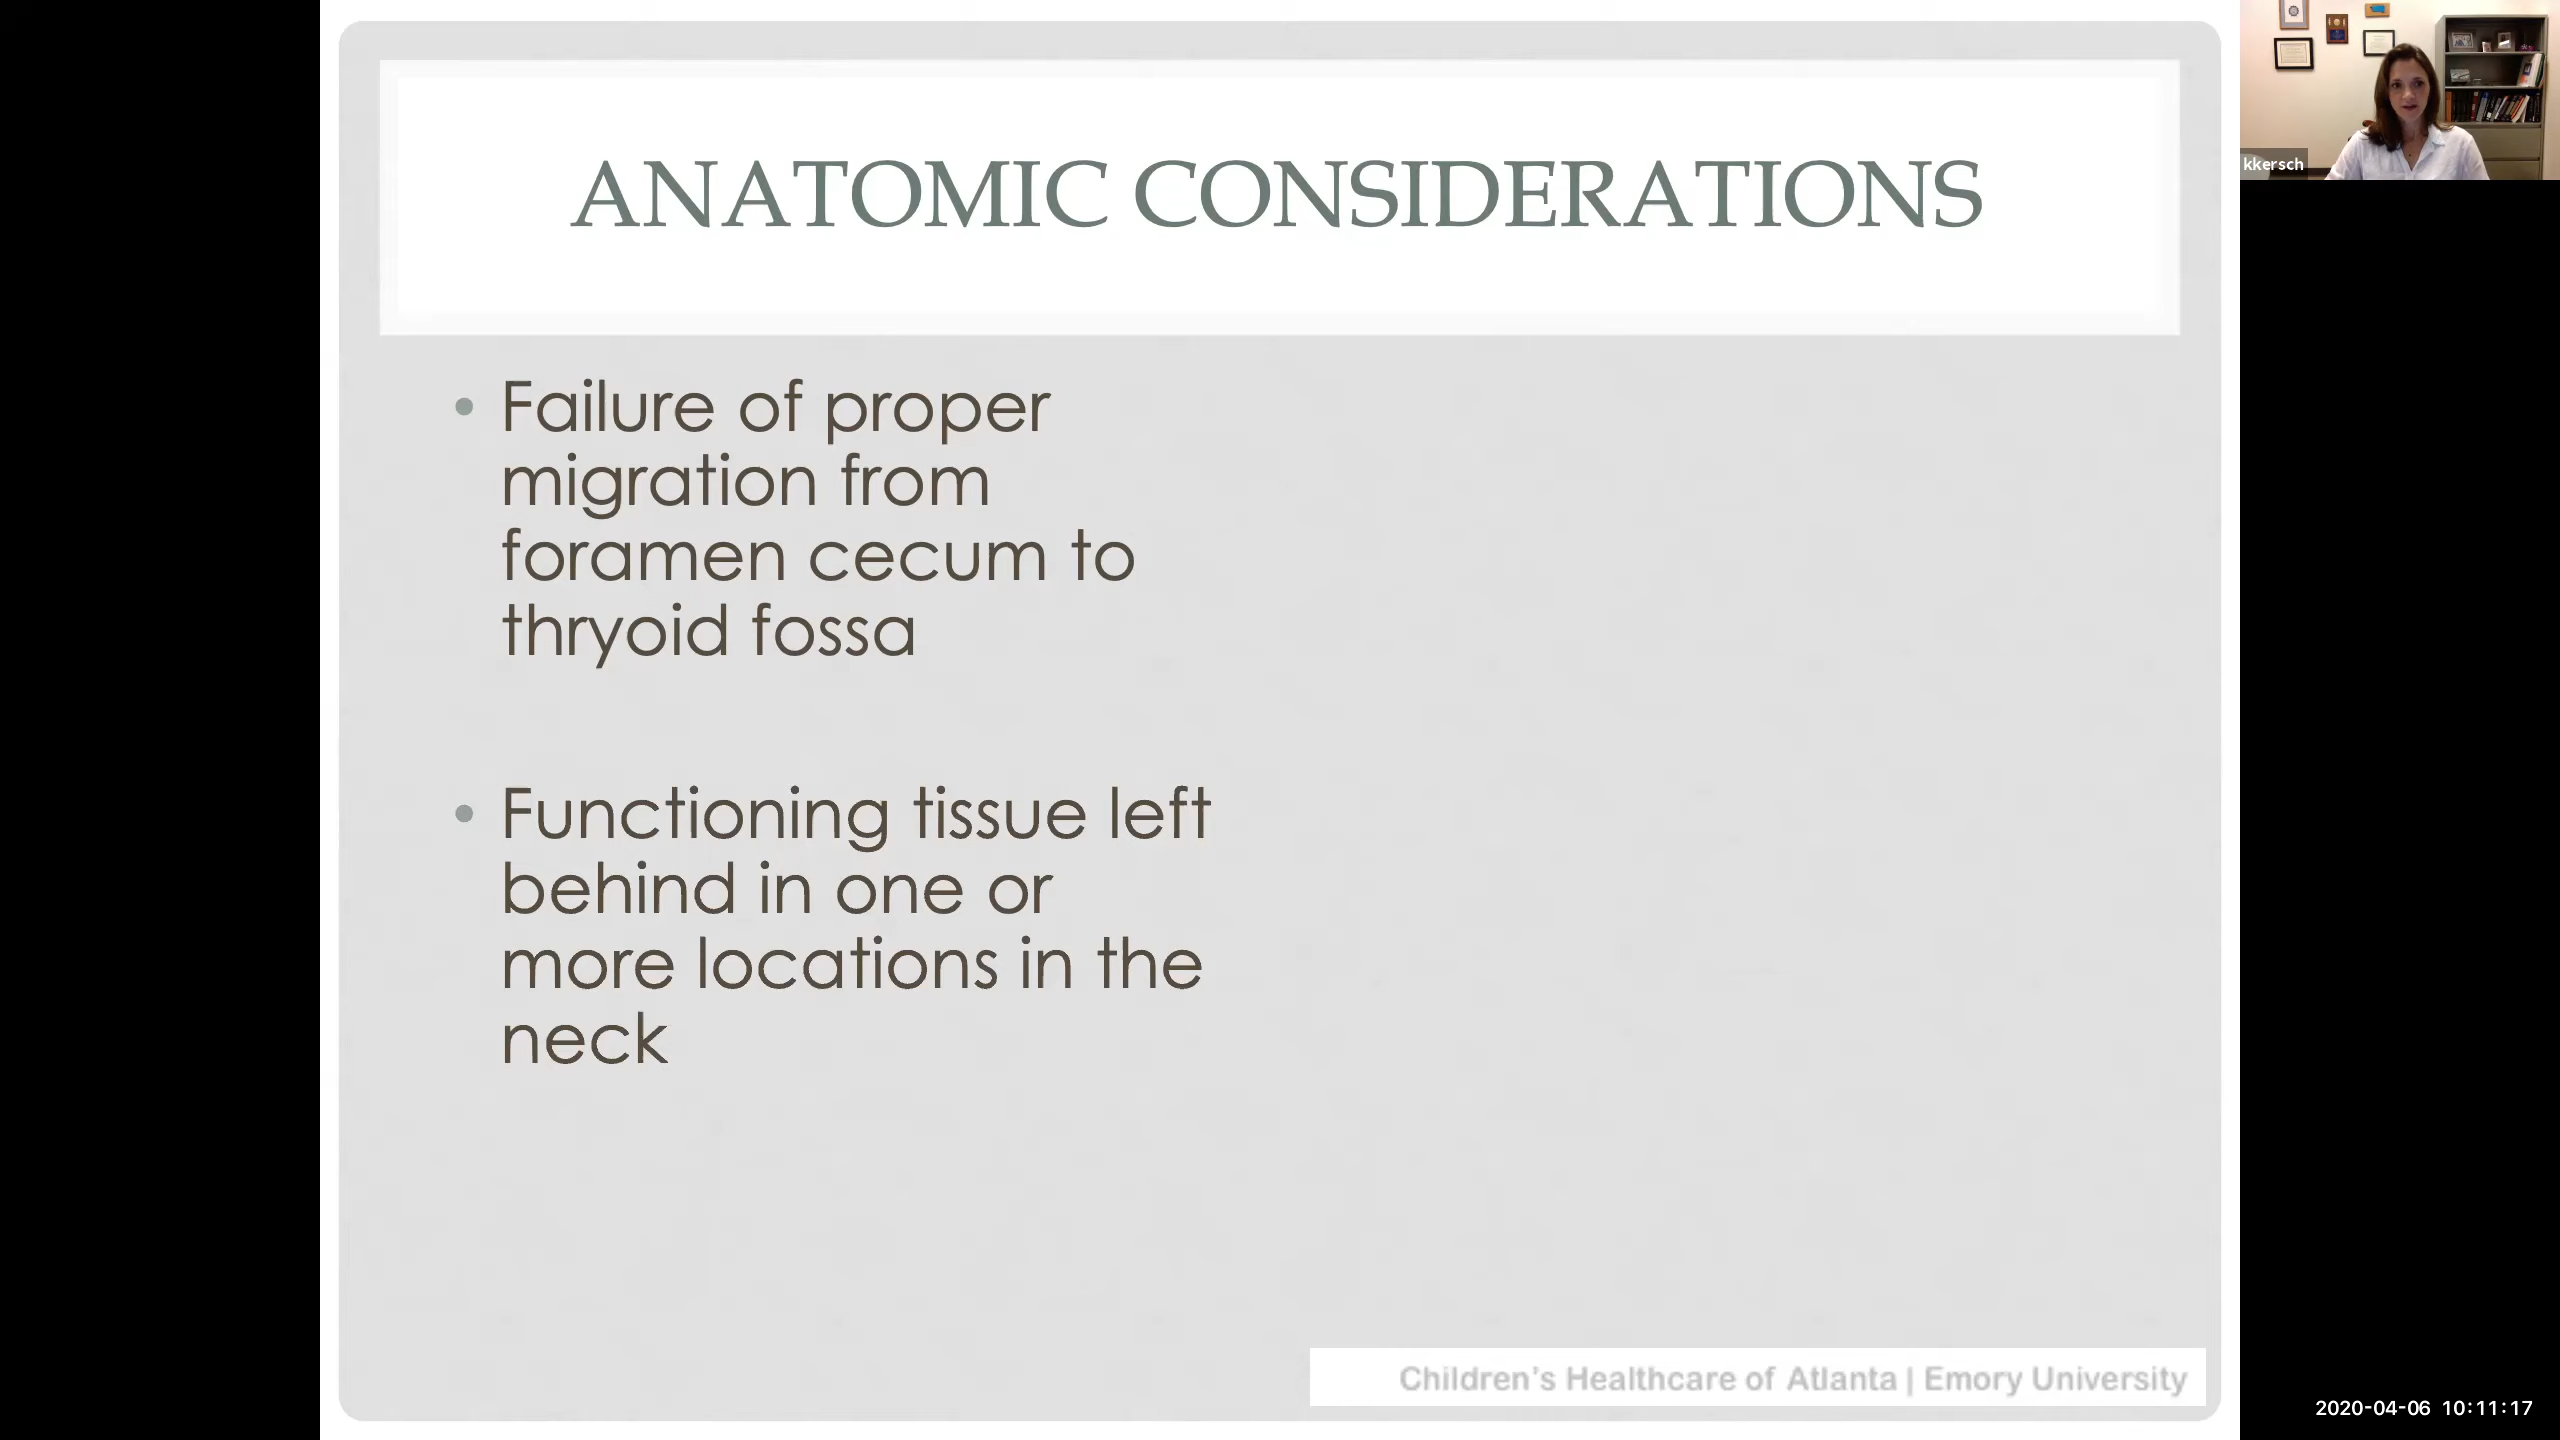 ANATOMIC CONSIDERATIONS
• Failure of proper
migration from
foramen cecum to
thryoid fossa
• Functioning tissue left
behind in one or
more locations in the
neck
Children's Healthcare of Atlanta | Emory University
kkersch
2020-04-06 10:11:17